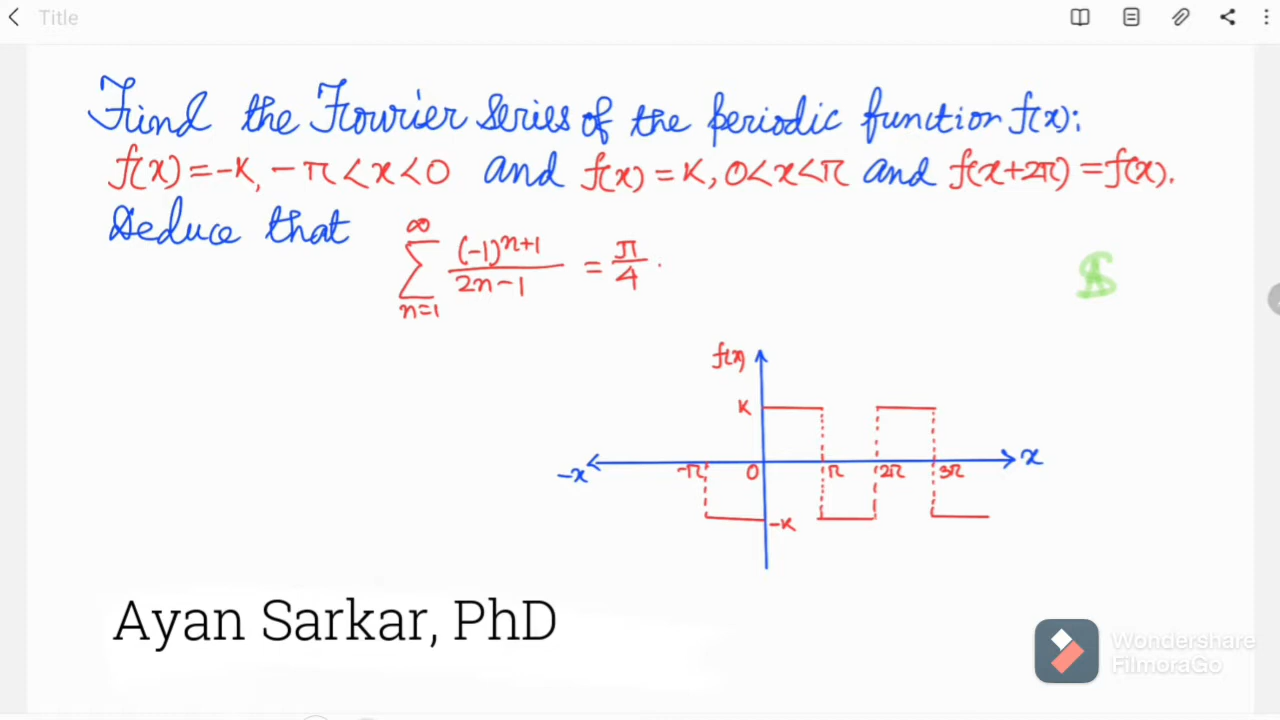 Title
Find the Fourier Series of the periodic function f(x):
f(x) = -K, -π < x < 0 and f(x) = K, 0 < x < π and f(x+2π) = f(x).
Deduce that
∞
∑ (-1)^(n+1) / (2n-1) = π/4 .
n=1
f(x)
K
-x -π 0 π 2π 3π x
-K
Ayan Sarkar, PhD
Wondershare
FilmoraGo